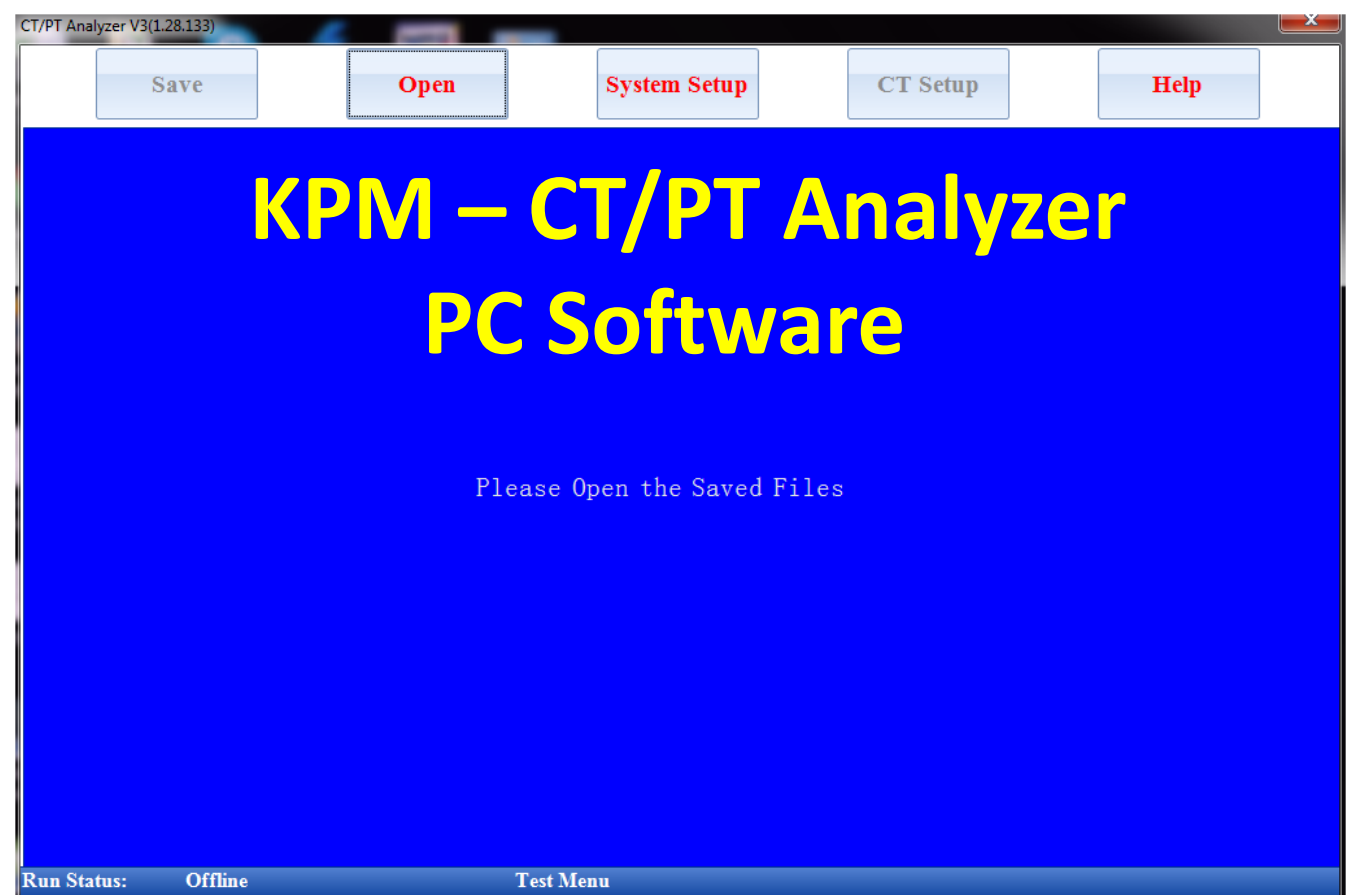 CT/PT Analyzer V3(1.28.133)
X
Save Open System Setup CT Setup Help
KPM – CT/PT Analyzer
PC Software
Please Open the Saved Files
Run Status: Offline Test Menu